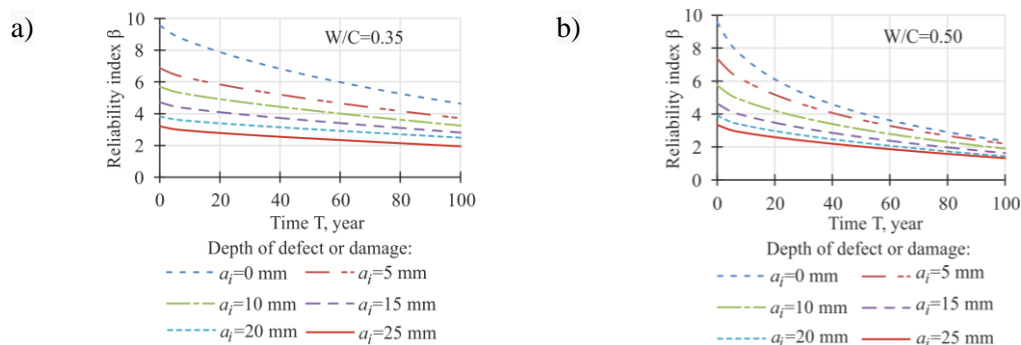 a)
Reliability index β
10
8
6
4
2
0
W/C=0.35
0 20 40 60 80 100
Time T, year
Depth of defect or damage:
aᵢ=0 mm aᵢ=5 mm
aᵢ=10 mm aᵢ=15 mm
aᵢ=20 mm aᵢ=25 mm
b)
Reliability index β
10
8
6
4
2
0
W/C=0.50
0 20 40 60 80 100
Time T, year
Depth of defect or damage:
aᵢ=0 mm aᵢ=5 mm
aᵢ=10 mm aᵢ=15 mm
aᵢ=20 mm aᵢ=25 mm